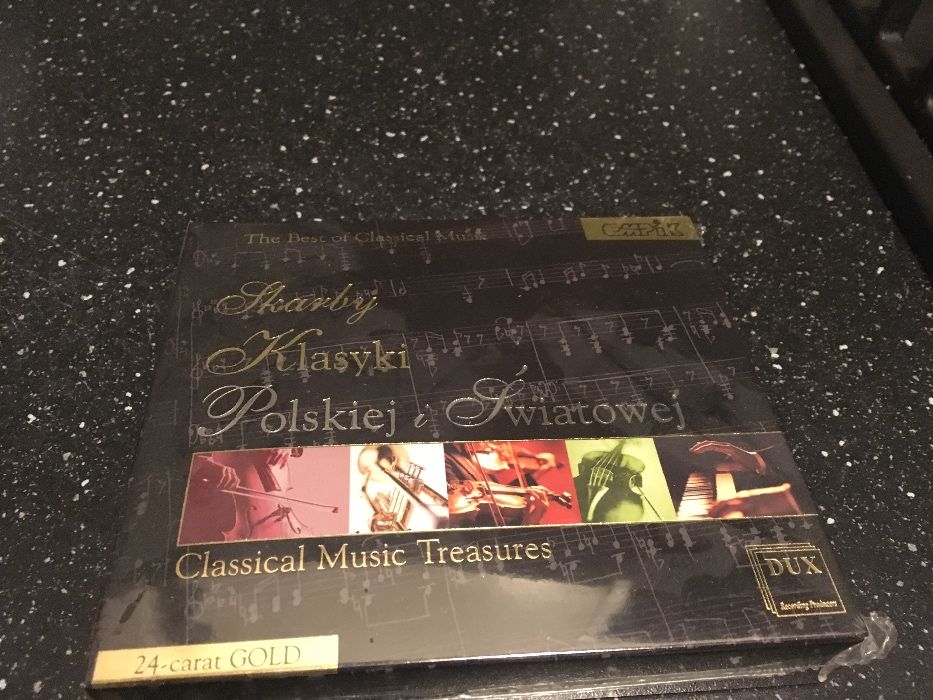 The Best of Classical Music
EMPiK
Skarby
Klasyki
Polskiej i Światowej
Classical Music Treasures
DUX
Recording Producers
24-carat GOLD